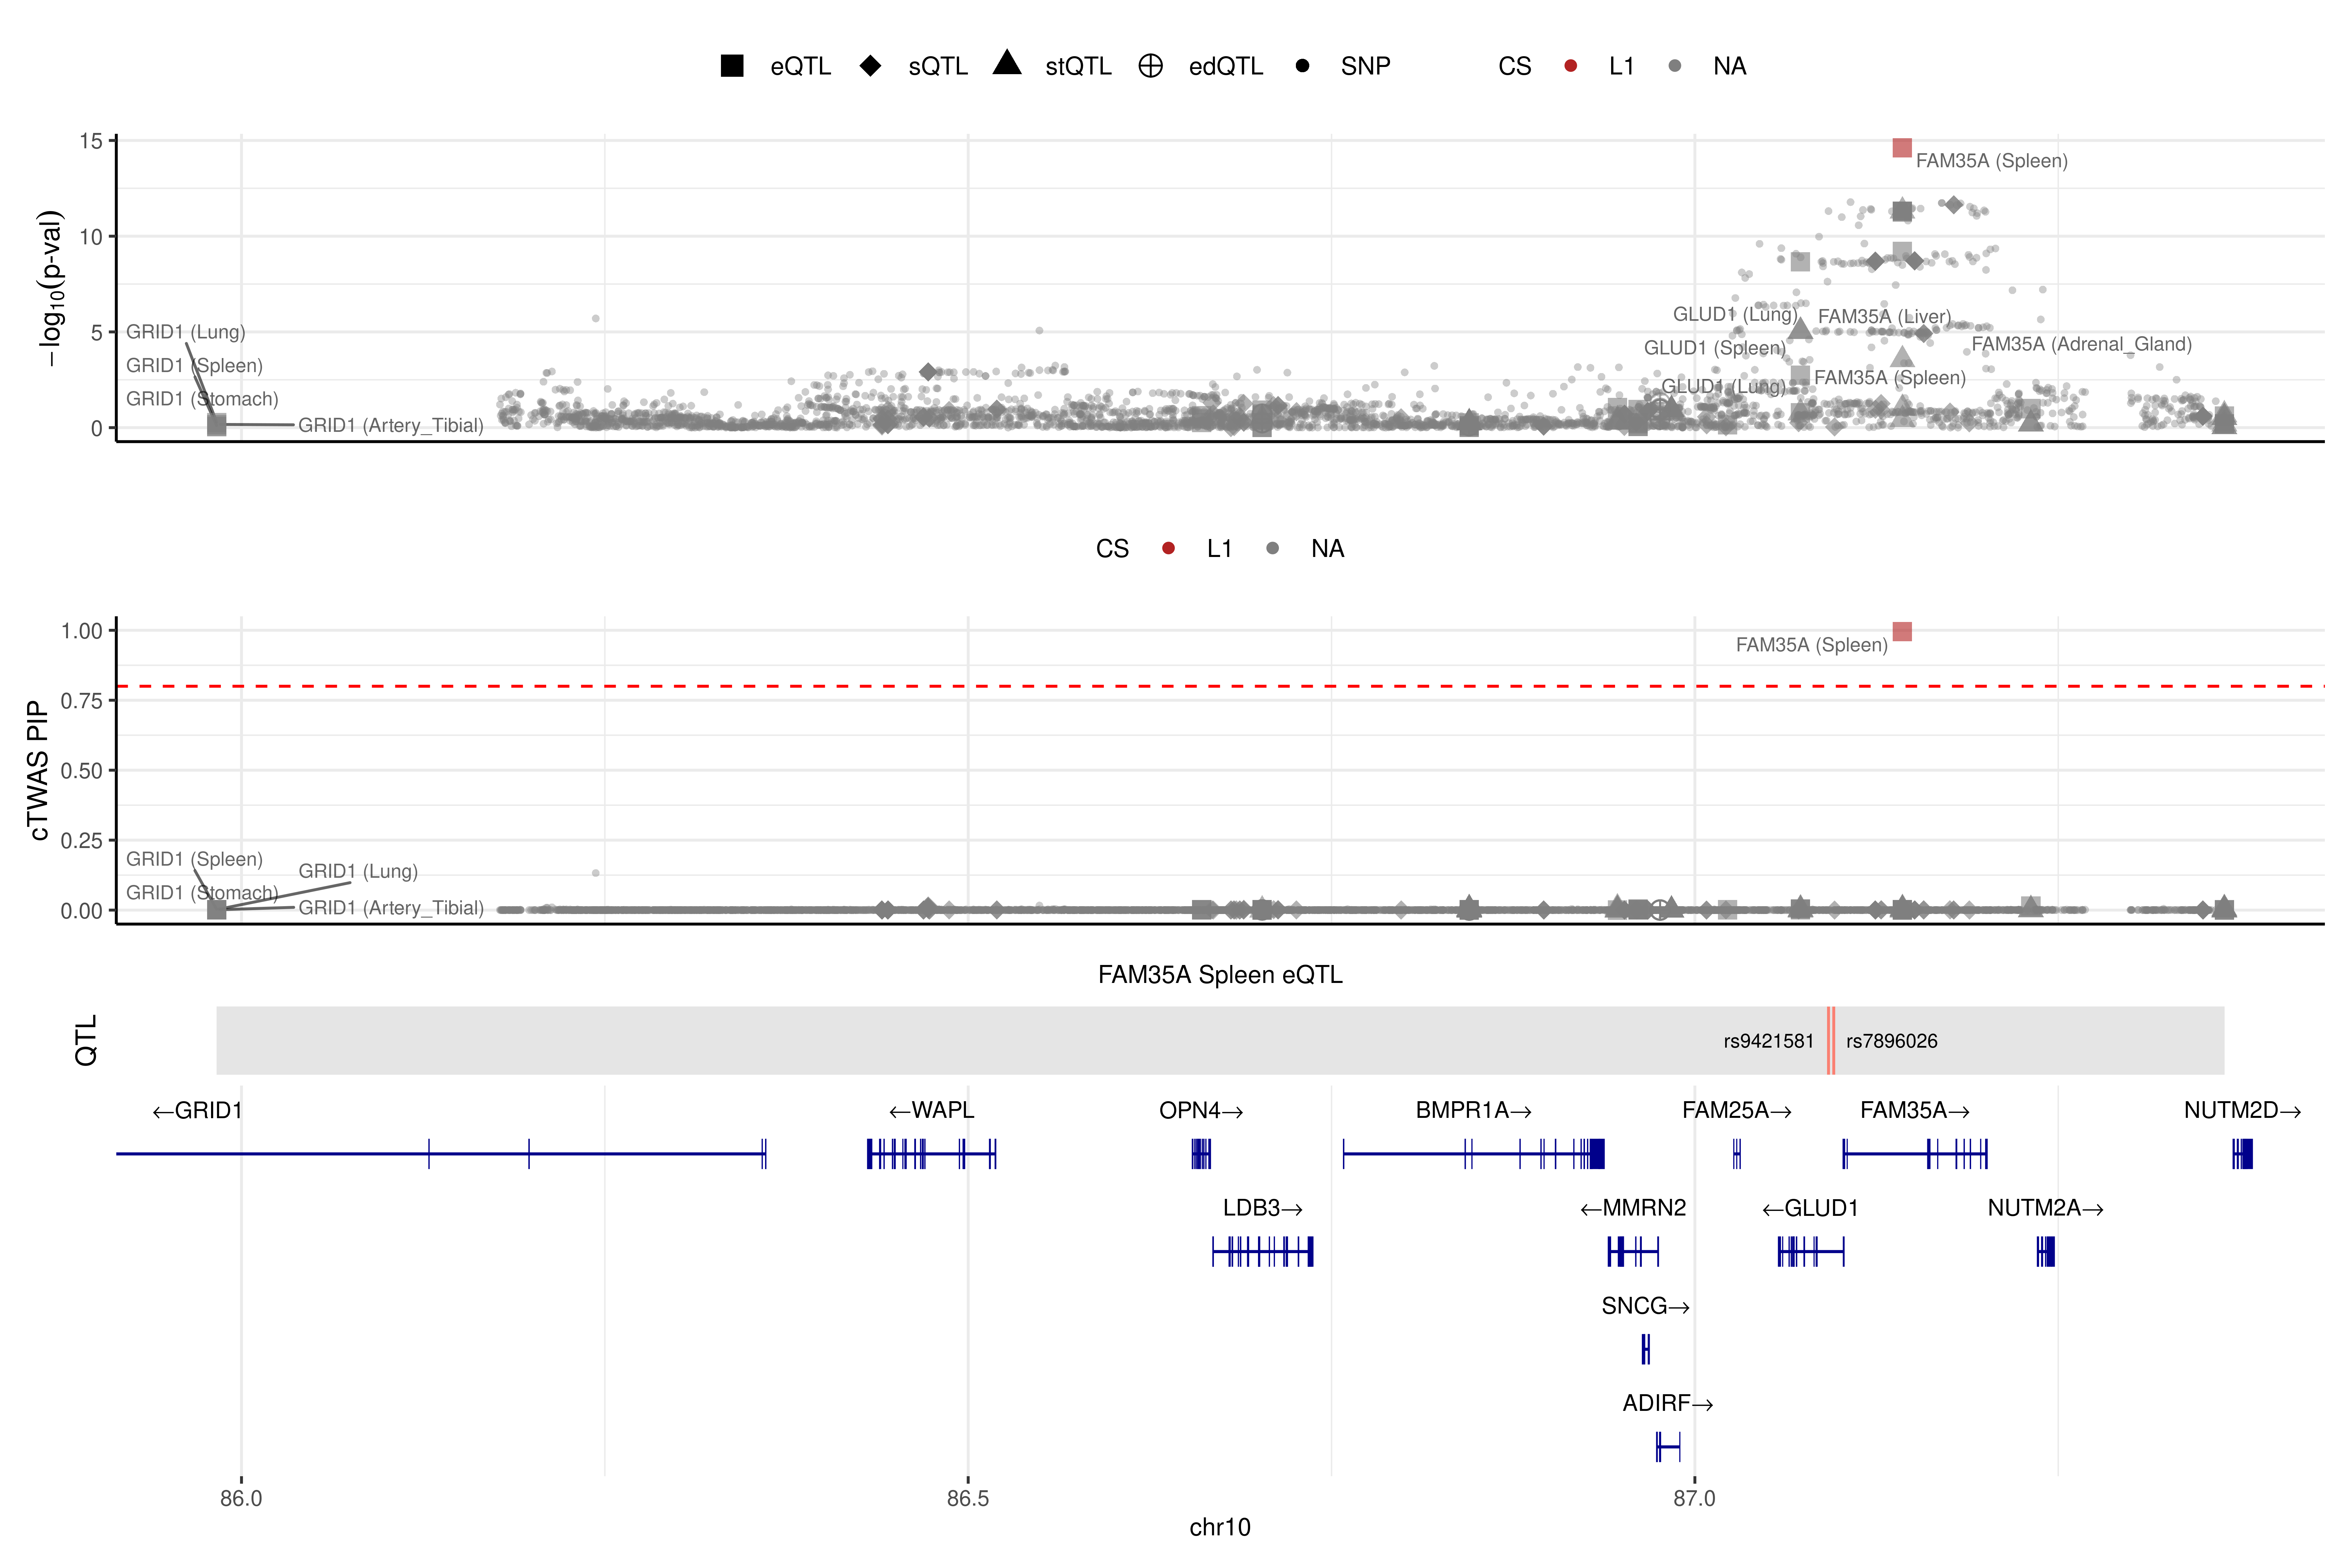 eQTL sQTL stQTL edQTL SNP CS L1 NA
−log10(p-val)
15
10
5
0
FAM35A (Spleen)
GLUD1 (Lung)
FAM35A (Liver)
GRID1 (Lung)
FAM35A (Adrenal_Gland)
GLUD1 (Spleen)
GRID1 (Spleen)
FAM35A (Spleen)
GLUD1 (Lung)
GRID1 (Stomach)
GRID1 (Artery_Tibial)
CS L1 NA
cTWAS PIP
1.00
0.75
0.50
0.25
0.00
FAM35A (Spleen)
GRID1 (Spleen)
GRID1 (Lung)
GRID1 (Stomach)
GRID1 (Artery_Tibial)
FAM35A Spleen eQTL
QTL
rs9421581 rs7896026
←GRID1 ←WAPL OPN4→ BMPR1A→ FAM25A→ FAM35A→ NUTM2D→
LDB3→ ←MMRN2 ←GLUD1 NUTM2A→
SNCG→
ADIRF→
86.0 86.5 87.0
chr10